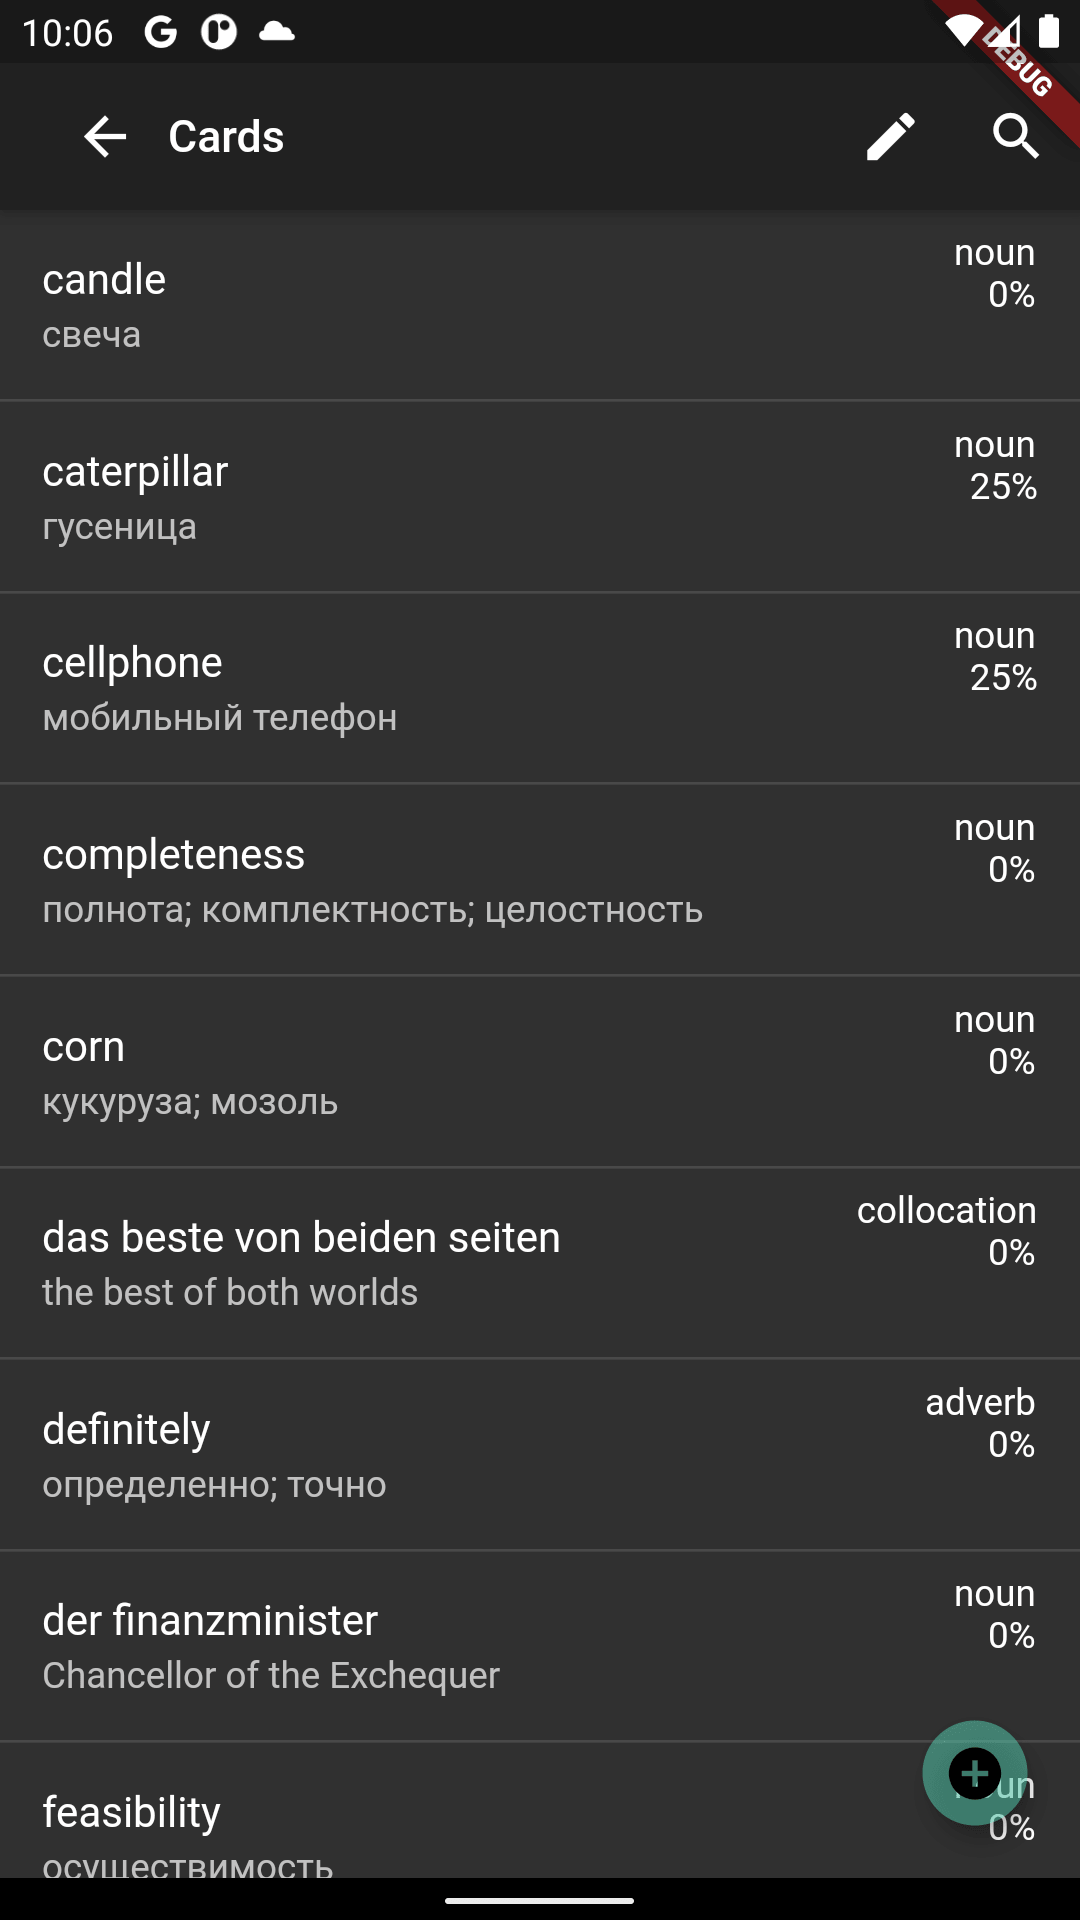 10:06
DEBUG
Cards
candle
noun
0%
свеча
caterpillar
noun
25%
гусеница
cellphone
noun
25%
мобильный телефон
completeness
noun
0%
полнота; комплектность; целостность
corn
noun
0%
кукуруза; мозоль
das beste von beiden seiten
collocation
0%
the best of both worlds
definitely
adverb
0%
определенно; точно
der finanzminister
noun
0%
Chancellor of the Exchequer
feasibility
noun
0%
осуществимость